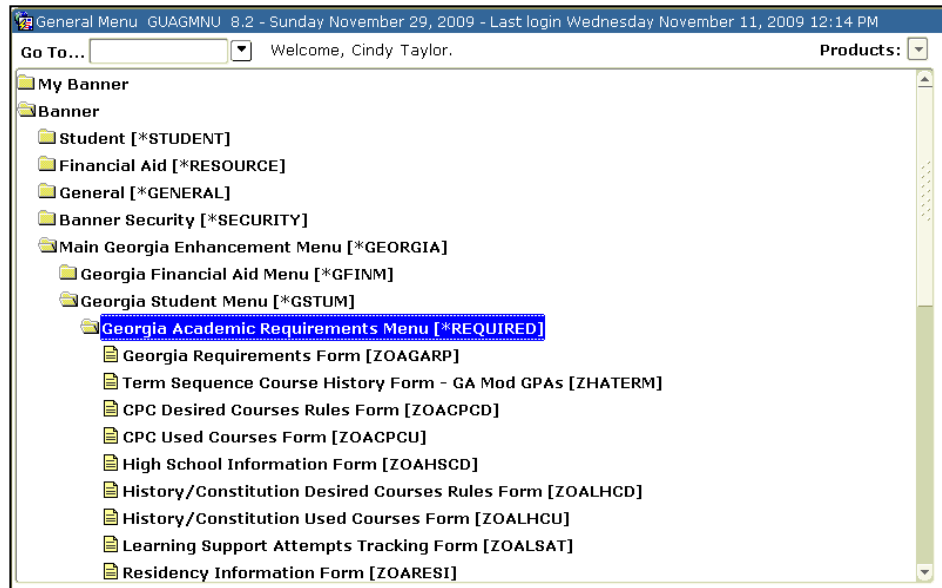 General Menu GUAGMNU 8.2 - Sunday November 29, 2009 - Last login Wednesday November 11, 2009 12:14 PM
Go To... Welcome, Cindy Taylor. Products:
My Banner
Banner
Student [*STUDENT]
Financial Aid [*RESOURCE]
General [*GENERAL]
Banner Security [*SECURITY]
Main Georgia Enhancement Menu [*GEORGIA]
Georgia Financial Aid Menu [*GFINM]
Georgia Student Menu [*GSTUM]
Georgia Academic Requirements Menu [*REQUIRED]
Georgia Requirements Form [ZOAGARP]
Term Sequence Course History Form - GA Mod GPAs [ZHATERM]
CPC Desired Courses Rules Form [ZOACPCD]
CPC Used Courses Form [ZOACPCU]
High School Information Form [ZOAHSCD]
History/Constitution Desired Courses Rules Form [ZOALHCD]
History/Constitution Used Courses Form [ZOALHCU]
Learning Support Attempts Tracking Form [ZOALSAT]
Residency Information Form [ZOARESI]